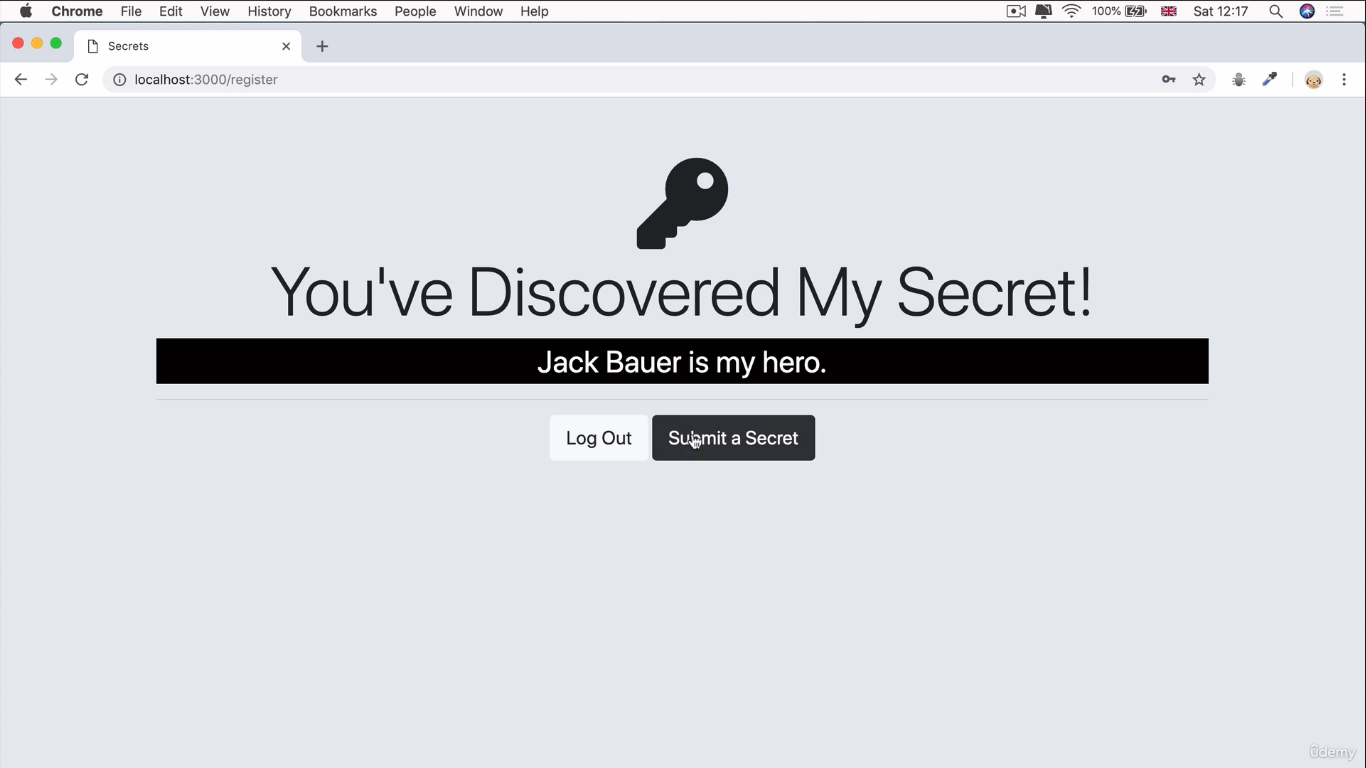 Chrome File Edit View History Bookmarks People Window Help 100% Sat 12:17
Secrets
localhost:3000/register
You've Discovered My Secret!
Jack Bauer is my hero.
Log Out Submit a Secret
ûdemy